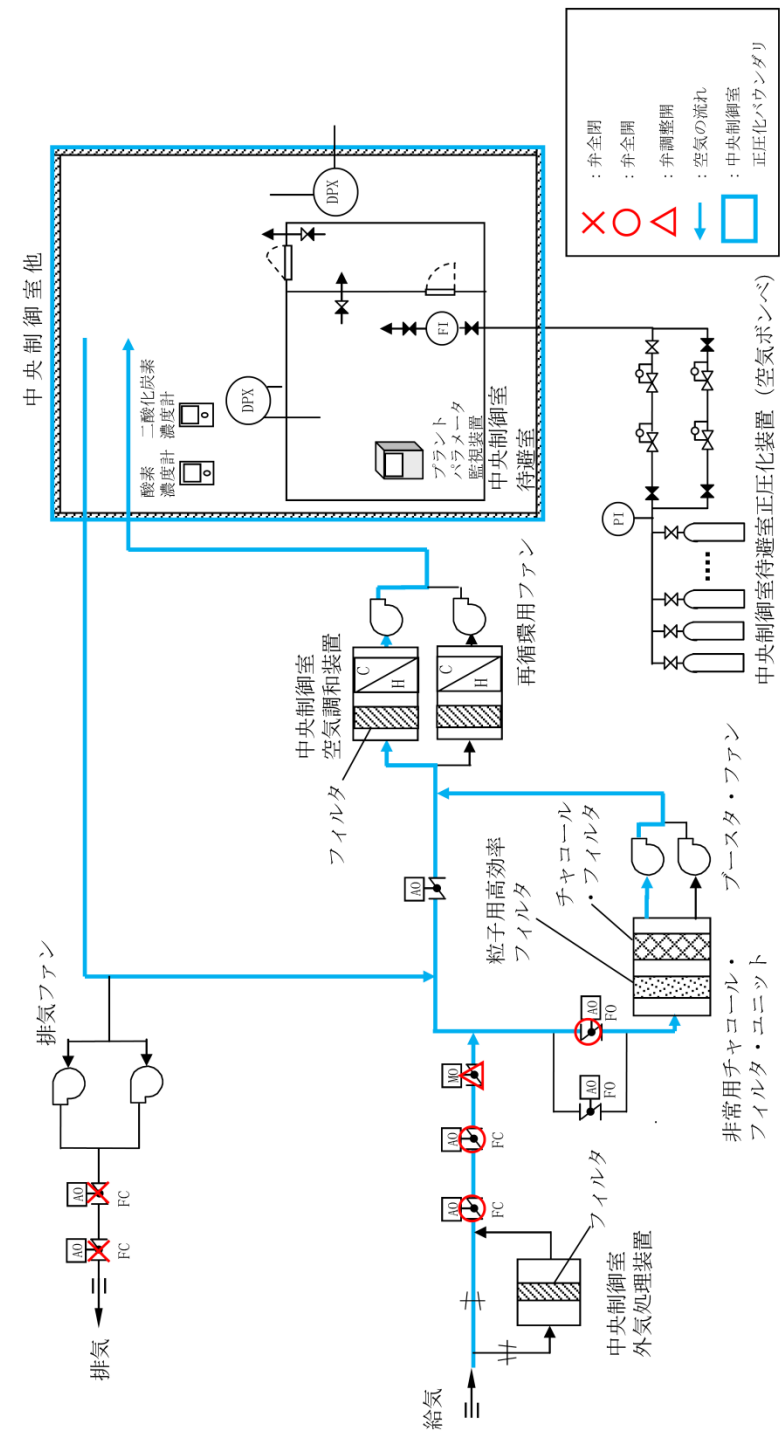 中央制御室他
酸素
濃度計
二酸化炭素
濃度計
DPX
DPX
プラント
パラメータ
監視装置
中央制御室
待避室
FI
PI
中央制御室待避室正圧化装置（空気ボンベ）
排気ファン
AO
FC
AO
FC
排気
中央制御室
空気調和装置
フィルタ
C
H
C
H
再循環用ファン
AO
給気
AO
FC
AO
FC
MO
フィルタ
中央制御室
外気処理装置
AO
FO
AO
FO
粒子用高効率
フィルタ
チャコール
・フィルタ
ブースタ・ファン
非常用チャコール・
フィルタ・ユニット
：弁全閉
：弁全開
：弁調整開
：空気の流れ
：中央制御室
正圧化バウンダリ